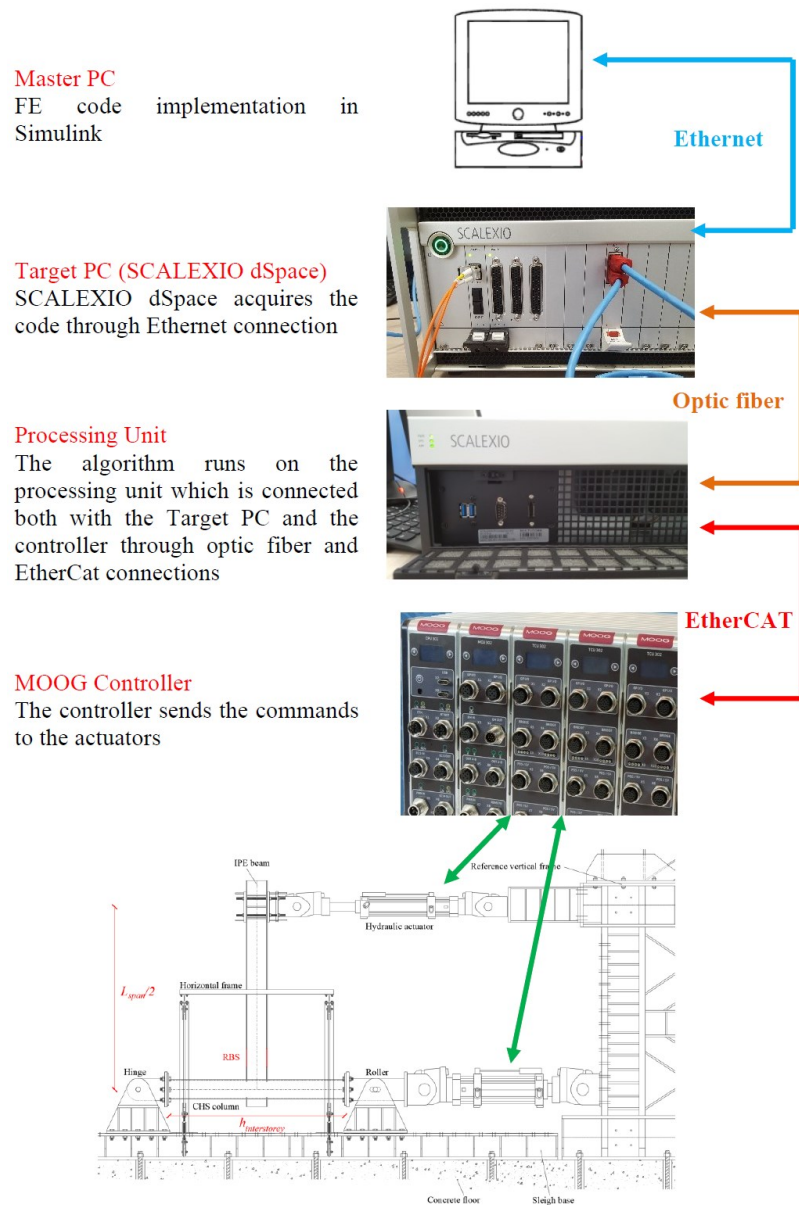 Master PC
FE code implementation in
Simulink
Ethernet
SCALEXIO
Target PC (SCALEXIO dSpace)
SCALEXIO dSpace acquires the
code through Ethernet connection
Optic fiber
SCALEXIO
Processing Unit
The algorithm runs on the
processing unit which is connected
both with the Target PC and the
controller through optic fiber and
EtherCat connections
EtherCAT
MOOG MOOG MOOG MOOG MOOG
MOOG Controller
The controller sends the commands
to the actuators
IPE beam
Reference vertical frame
Hydraulic actuator
Lspan/2
Horizontal frame
RBS
Hinge
Roller
CHS column
hinterstorey
Concrete floor
Sleigh base